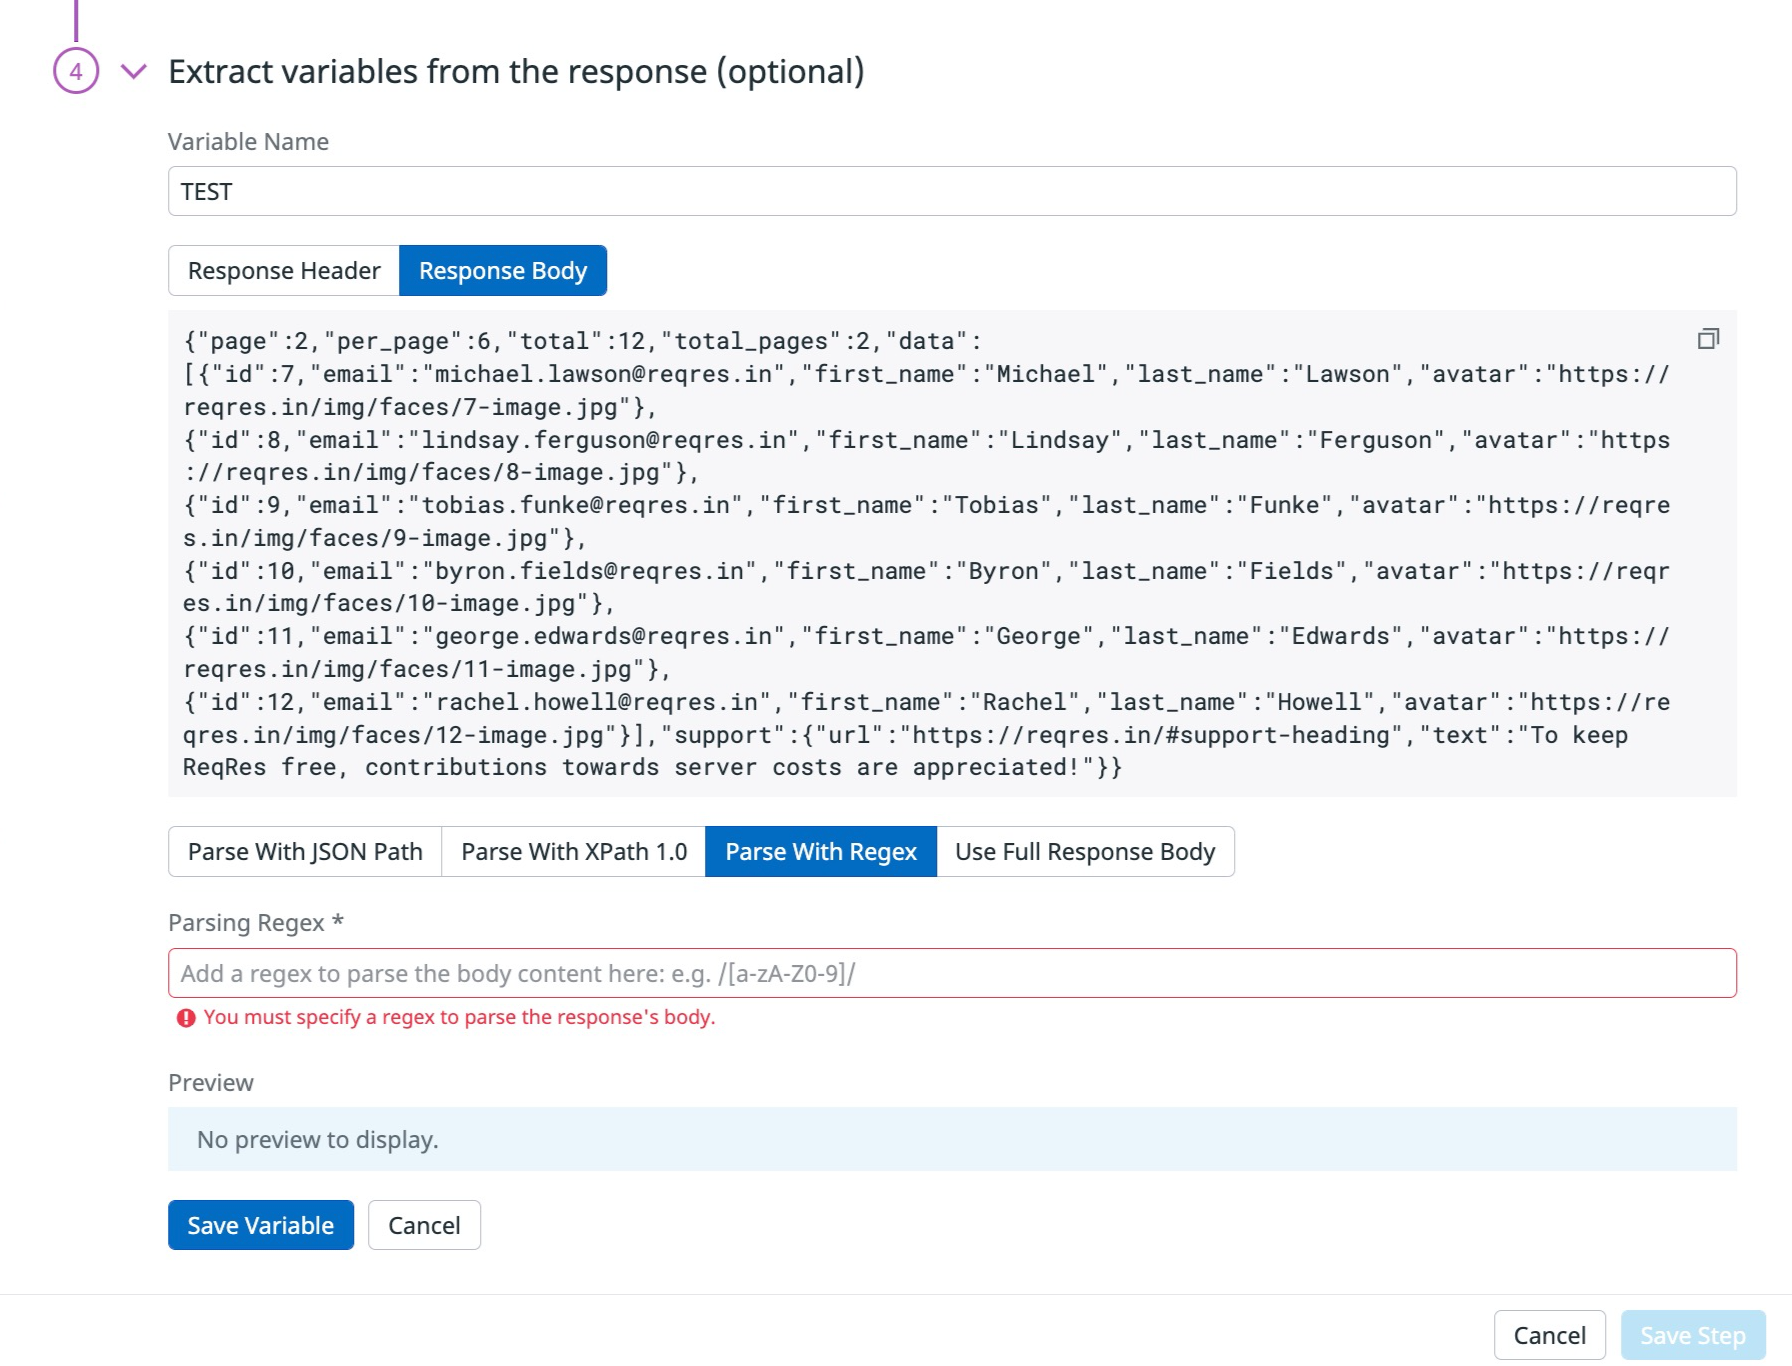 4
Extract variables from the response (optional)
Variable Name
TEST
Response Header Response Body
{"page":2,"per_page":6,"total":12,"total_pages":2,"data":
[{"id":7,"email":"michael.lawson@reqres.in","first_name":"Michael","last_name":"Lawson","avatar":"https://
reqres.in/img/faces/7-image.jpg"},
{"id":8,"email":"lindsay.ferguson@reqres.in","first_name":"Lindsay","last_name":"Ferguson","avatar":"https
://reqres.in/img/faces/8-image.jpg"},
{"id":9,"email":"tobias.funke@reqres.in","first_name":"Tobias","last_name":"Funke","avatar":"https://reqre
s.in/img/faces/9-image.jpg"},
{"id":10,"email":"byron.fields@reqres.in","first_name":"Byron","last_name":"Fields","avatar":"https://reqr
es.in/img/faces/10-image.jpg"},
{"id":11,"email":"george.edwards@reqres.in","first_name":"George","last_name":"Edwards","avatar":"https://
reqres.in/img/faces/11-image.jpg"},
{"id":12,"email":"rachel.howell@reqres.in","first_name":"Rachel","last_name":"Howell","avatar":"https://re
qres.in/img/faces/12-image.jpg"}],"support":{"url":"https://reqres.in/#support-heading","text":"To keep
ReqRes free, contributions towards server costs are appreciated!"}}
Parse With JSON Path Parse With XPath 1.0 Parse With Regex Use Full Response Body
Parsing Regex *
Add a regex to parse the body content here: e.g. /[a-zA-Z0-9]/
You must specify a regex to parse the response's body.
Preview
No preview to display.
Save Variable Cancel
Cancel Save Step